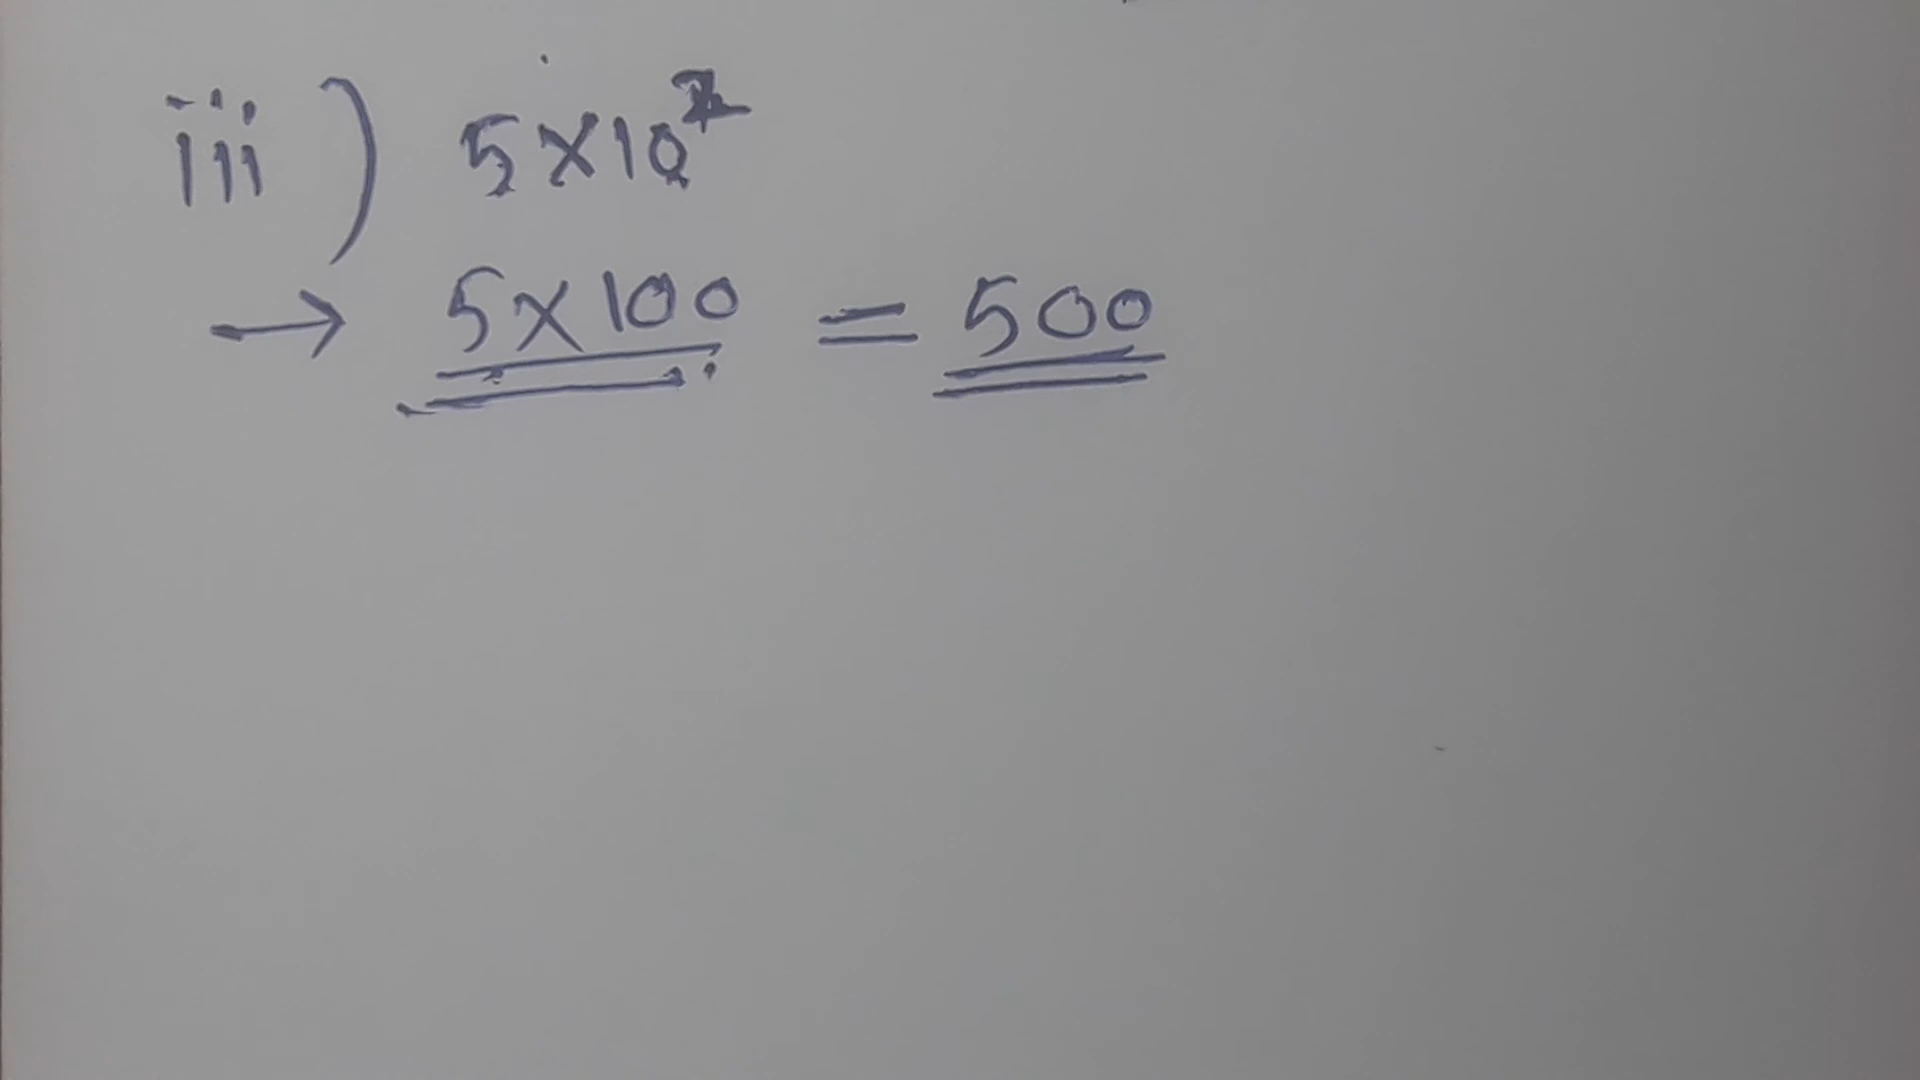 iii) 5×10²
→ 5×100 = 500